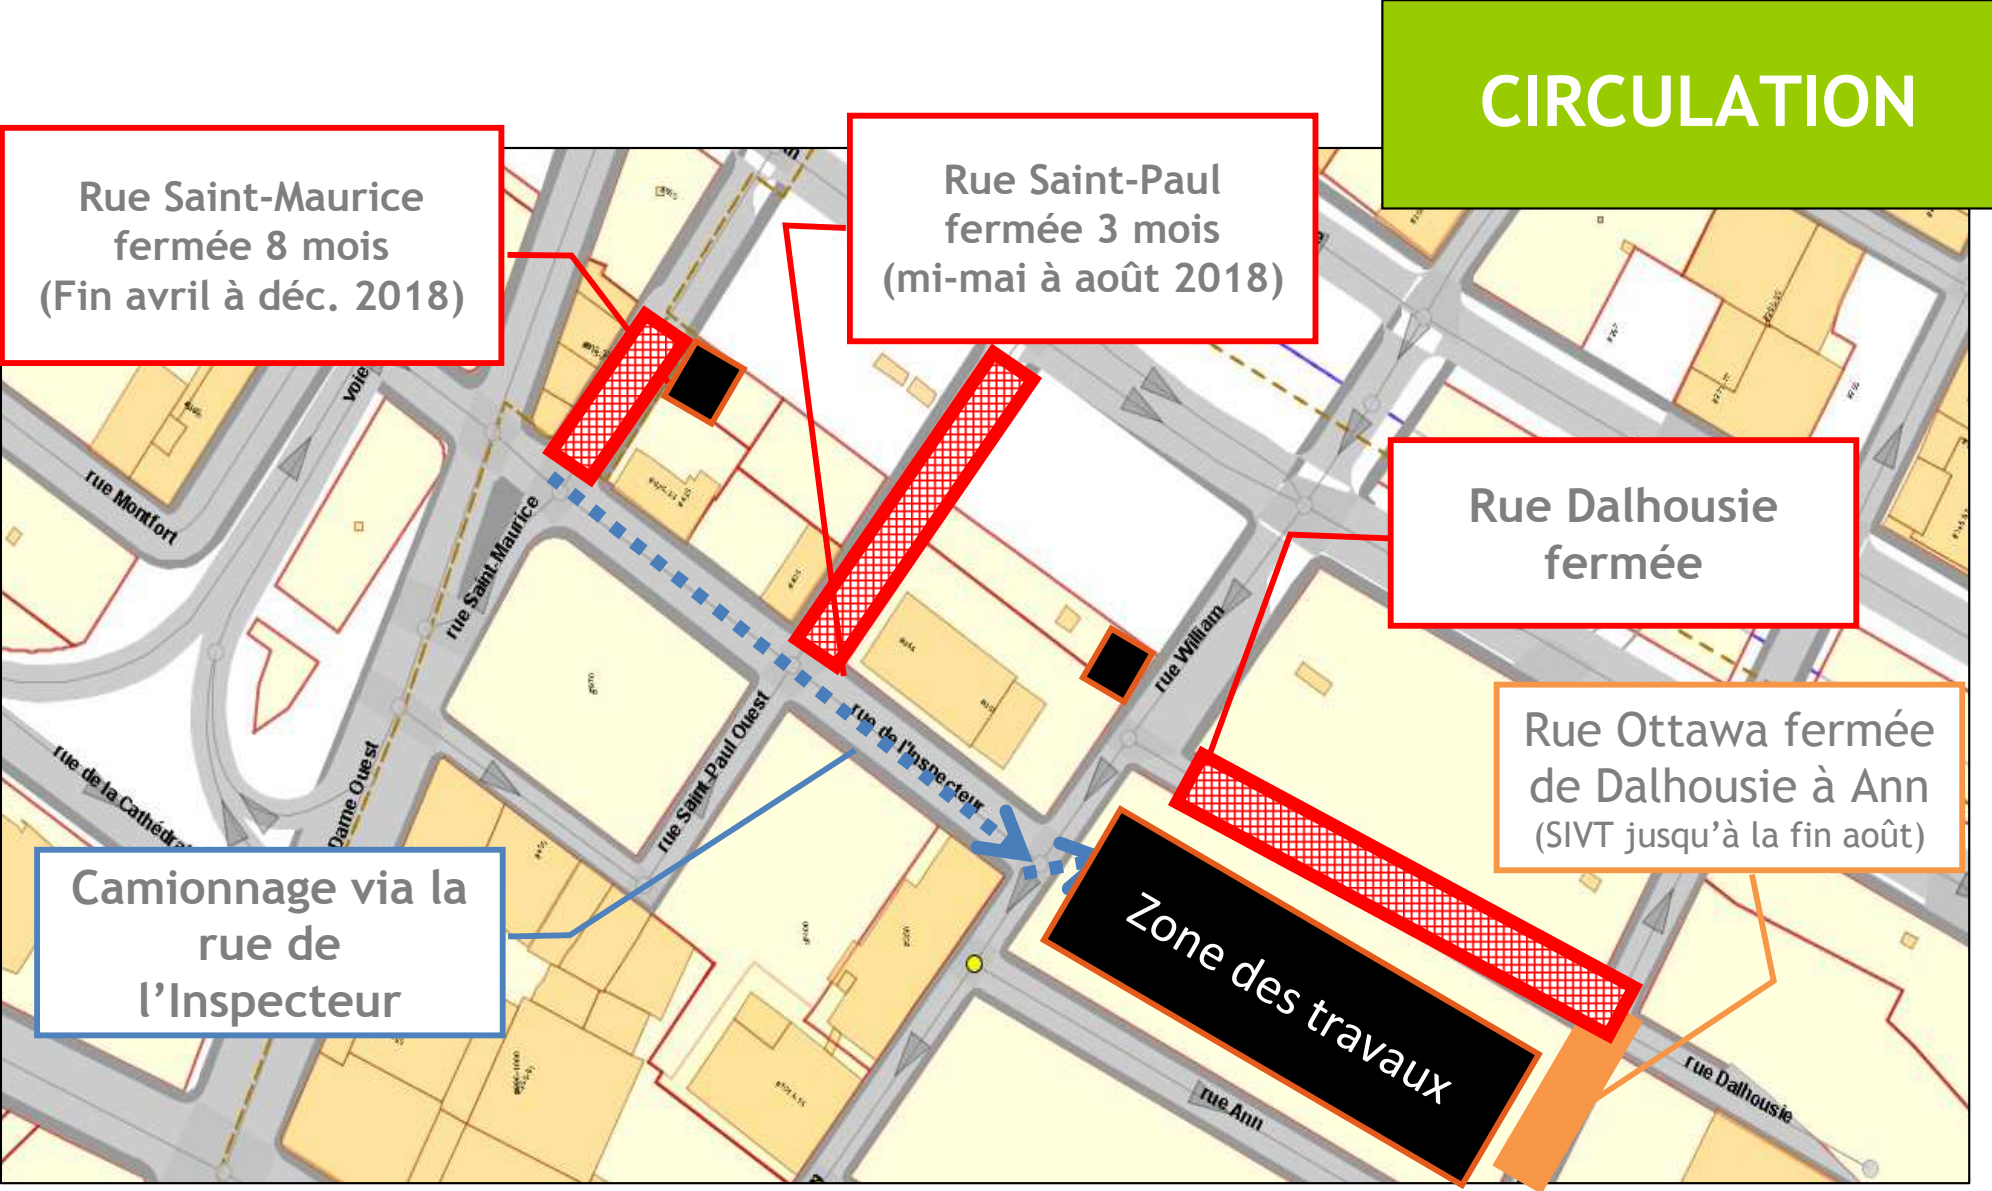 CIRCULATION
Rue Saint-Maurice
fermée 8 mois
(Fin avril à déc. 2018)
Rue Saint-Paul
fermée 3 mois
(mi-mai à août 2018)
Rue Dalhousie
fermée
Rue Ottawa fermée
de Dalhousie à Ann
(SIVT jusqu'à la fin août)
Camionnage via la
rue de
l'Inspecteur
Zone des travaux
voie
rue Montfort
rue Saint-Maurice
rue William
rue de l'Inspecteur
rue Saint-Paul Ouest
rue de la Cathédra
Dame Ouest
rue Ann
rue Dalhousie